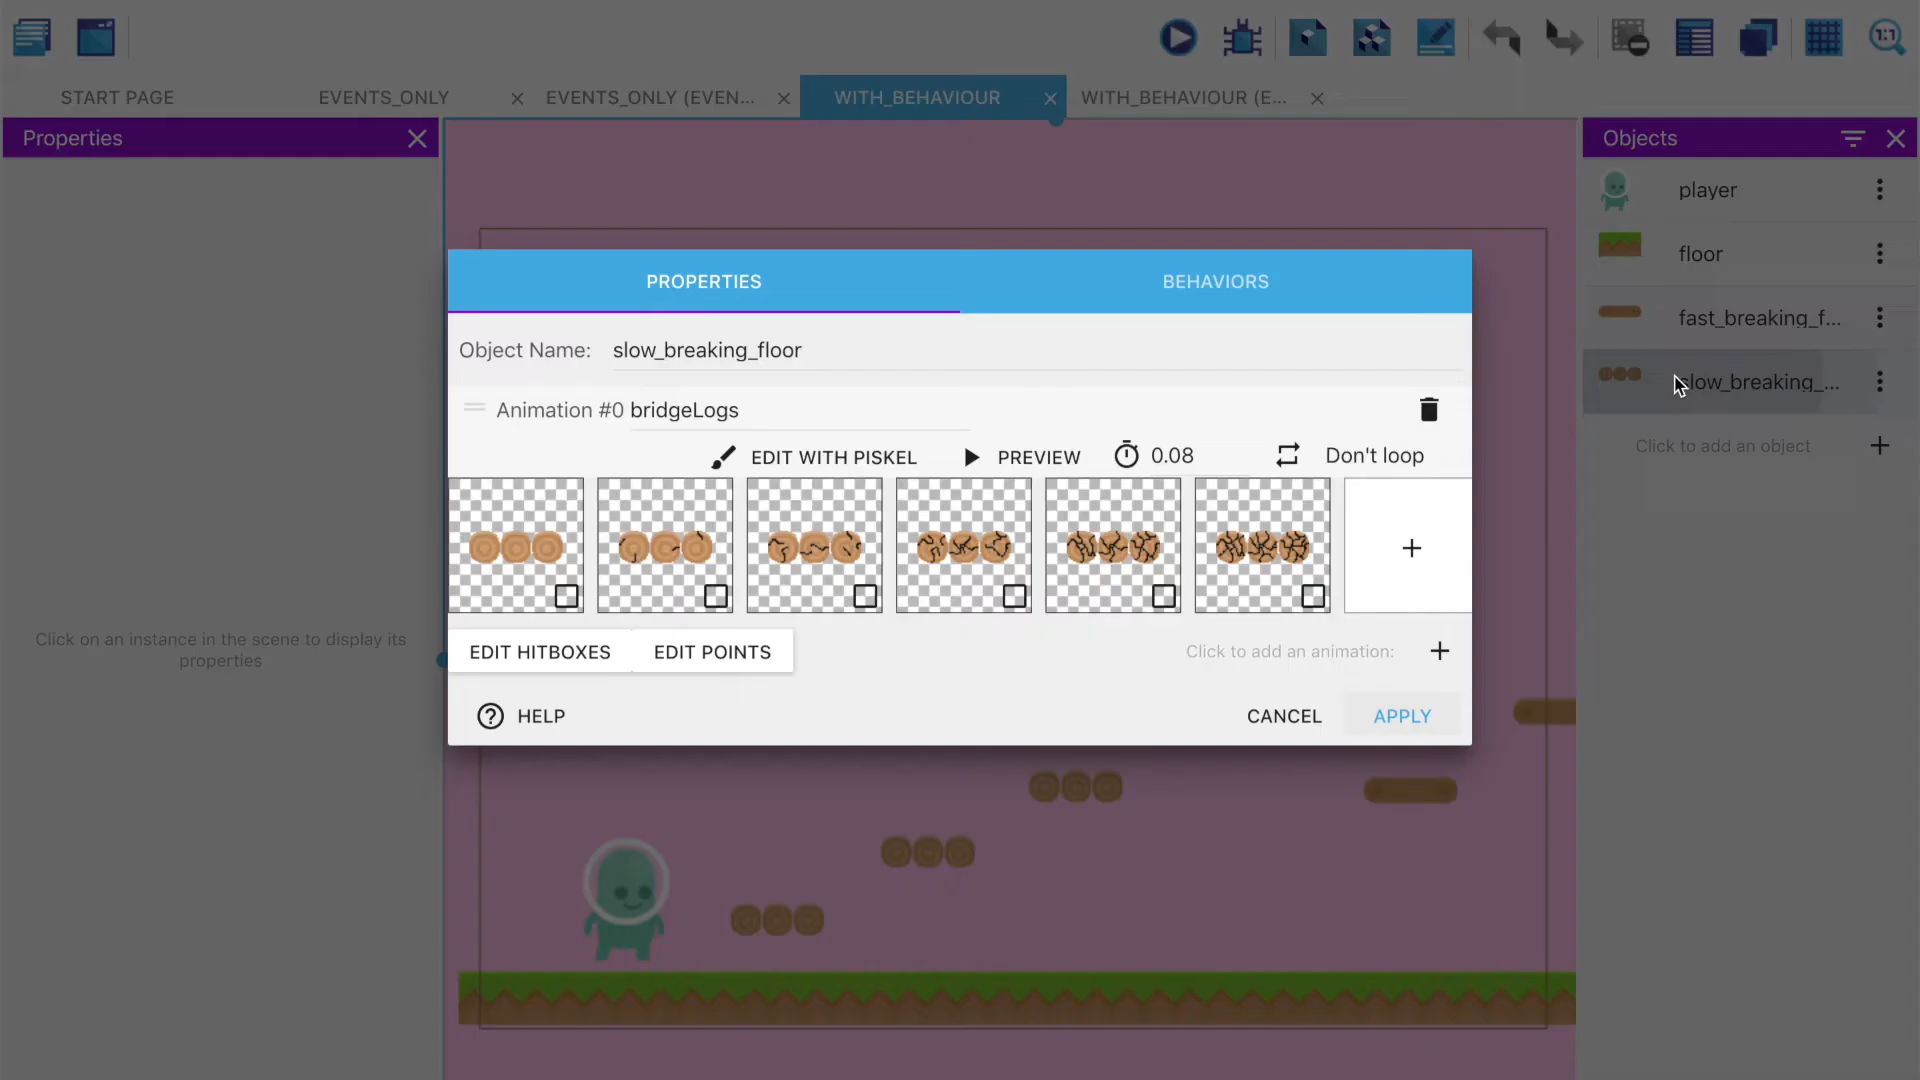 1:1
START PAGE
EVENTS_ONLY
EVENTS_ONLY (EVEN...
WITH_BEHAVIOUR
WITH_BEHAVIOUR (E...
Properties
Objects
player
floor
fast_breaking_f...
slow_breaking_...
Click to add an object
Click on an instance in the scene to display its
properties
PROPERTIES
BEHAVIORS
Object Name: slow_breaking_floor
Animation #0 bridgeLogs
EDIT WITH PISKEL
PREVIEW
0.08
Don't loop
EDIT HITBOXES
EDIT POINTS
Click to add an animation:
HELP
CANCEL
APPLY